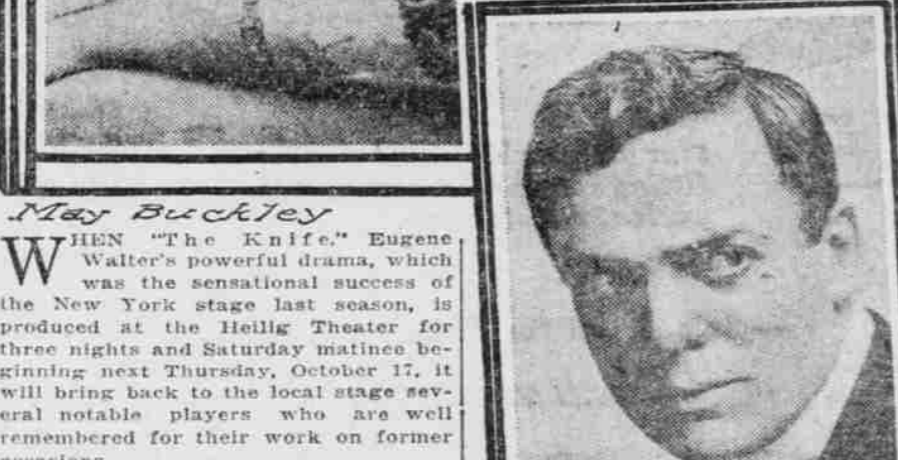 May Buckley
WHEN "The Knife," Eugene
Walter's powerful drama, which
was the sensational success of
the New York stage last season, is
produced at the Heilig Theater for
three nights and Saturday matinee be-
ginning next Thursday, October 17, it
will bring back to the local stage sev-
eral notable players who are well
remembered for their work on former